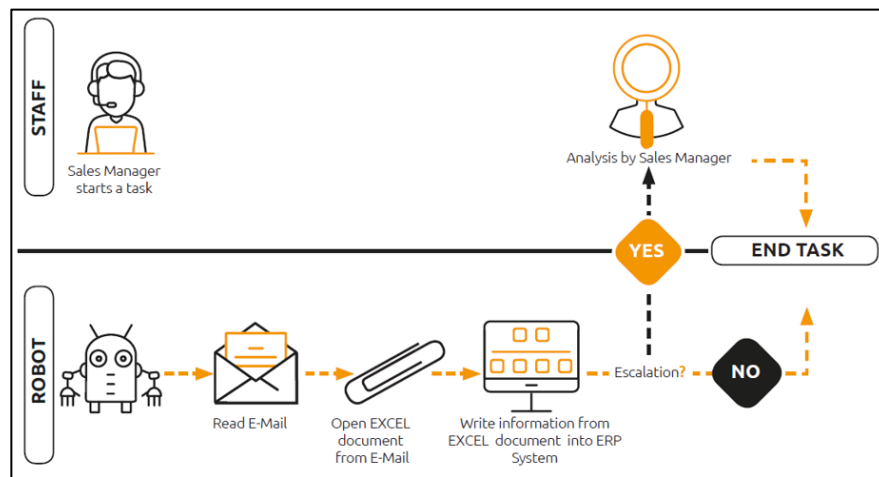 STAFF
Sales Manager
starts a task
Analysis by Sales Manager
YES
END TASK
ROBOT
Read E-Mail
Open EXCEL
document
from E-Mail
Write information from
EXCEL document into ERP
System
Escalation?
NO